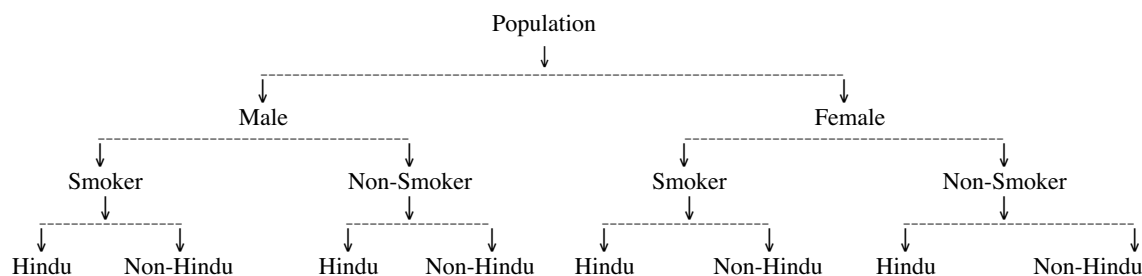 Population
Male Female
Smoker Non-Smoker Smoker Non-Smoker
Hindu Non-Hindu Hindu Non-Hindu Hindu Non-Hindu Hindu Non-Hindu